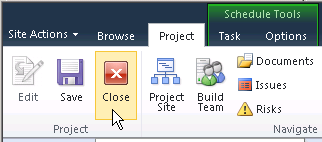 Schedule Tools
Site Actions Browse Project Task Options
Edit Save Close Project Site Build Team Documents
Issues
Risks
Project Navigate